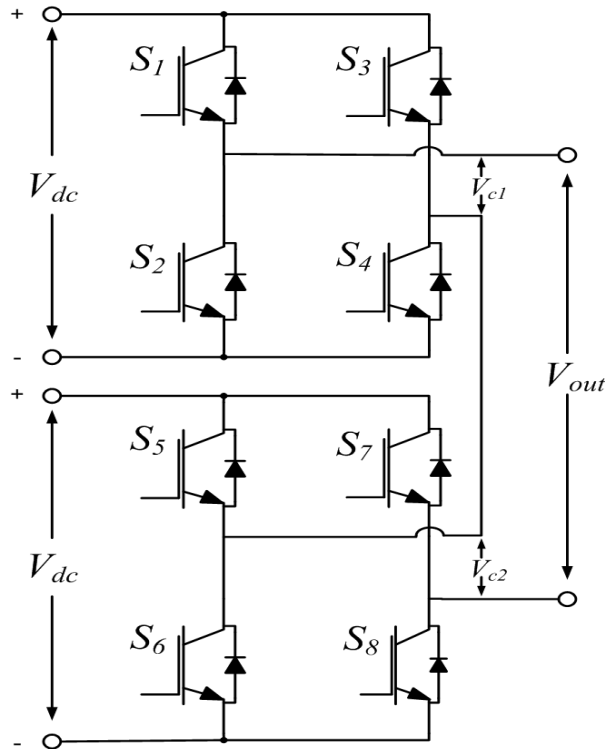 +
S1 S3
Vdc
Vc1
S2 S4
-
Vout
+
S5 S7
Vdc
Vc2
S6 S8
-